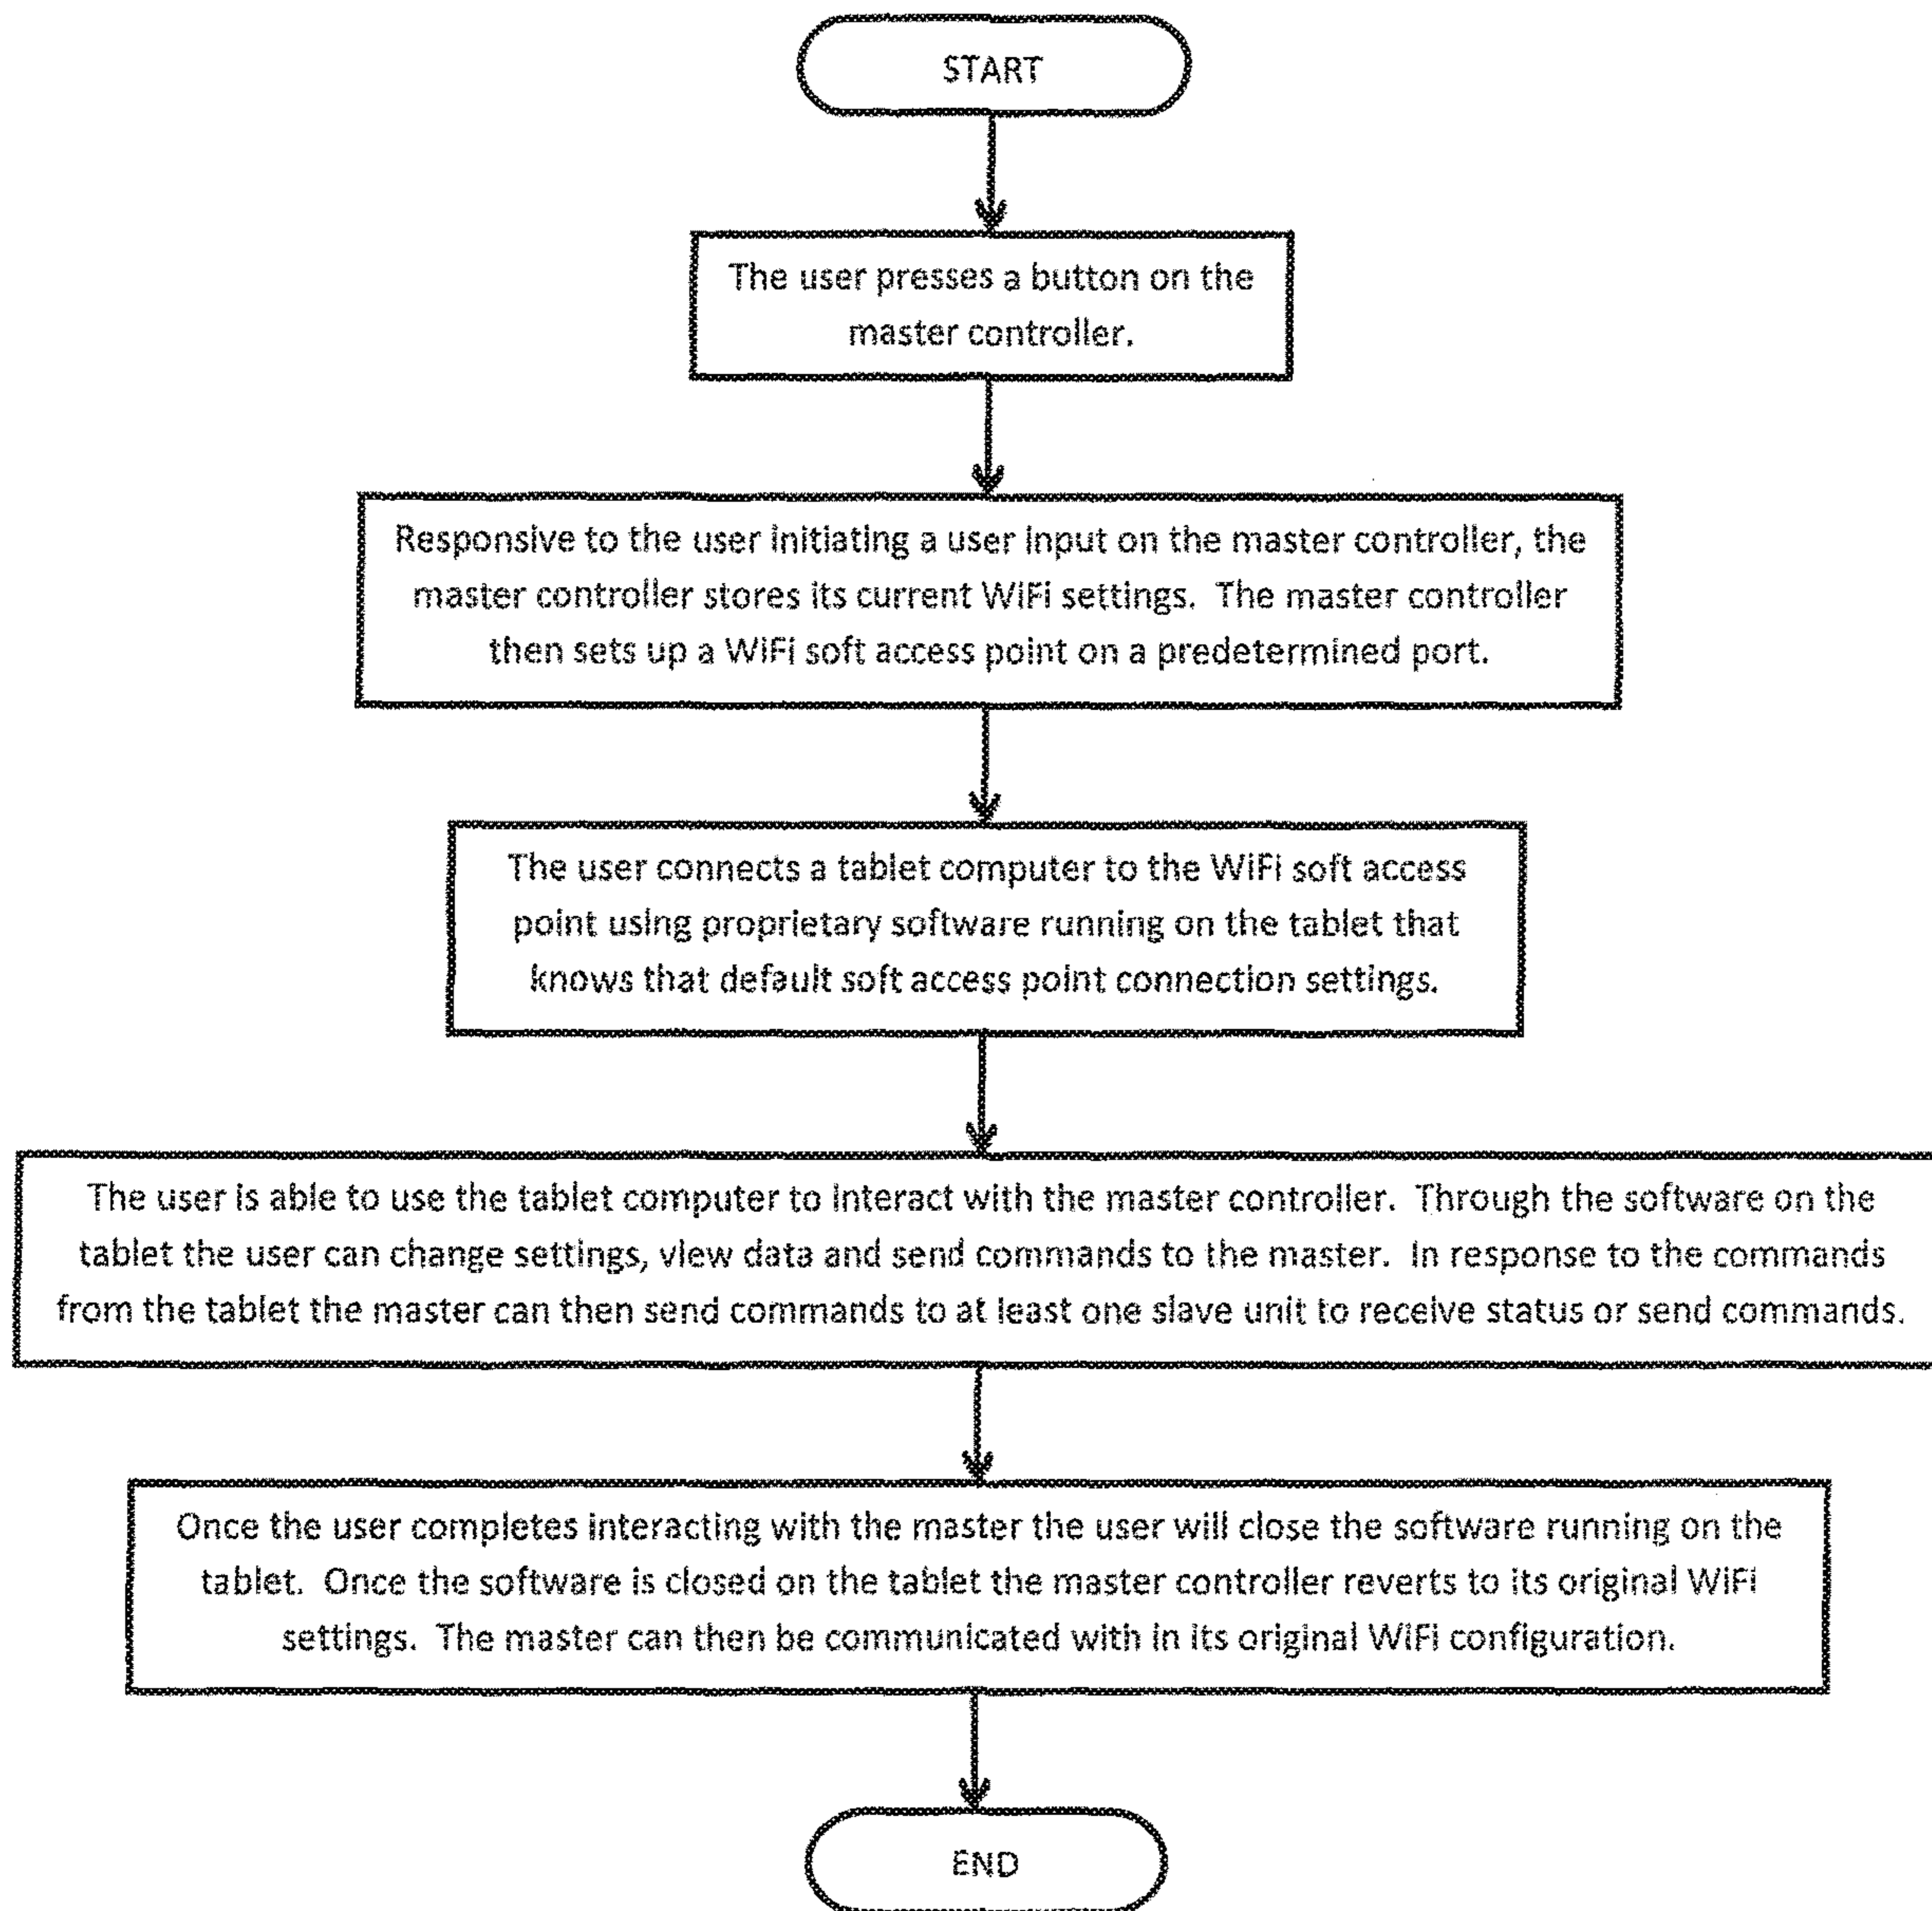 START
The user presses a button on the
master controller.
Responsive to the user initiating a user input on the master controller, the
master controller stores its current WiFi settings.  The master controller
then sets up a WiFi soft access point on a predetermined port.
The user connects a tablet computer to the WiFi soft access
point using proprietary software running on the tablet that
knows that default soft access point connection settings.
The user is able to use the tablet computer to interact with the master controller.  Through the software on the
tablet the user can change settings, view data and send commands to the master.  In response to the commands
from the tablet the master can then send commands to at least one slave unit to receive status or send commands.
Once the user completes interacting with the master the user will close the software running on the
tablet.  Once the software is closed on the tablet the master controller reverts to its original WiFi
settings.  The master can then be communicated with in its original WiFi configuration.
END